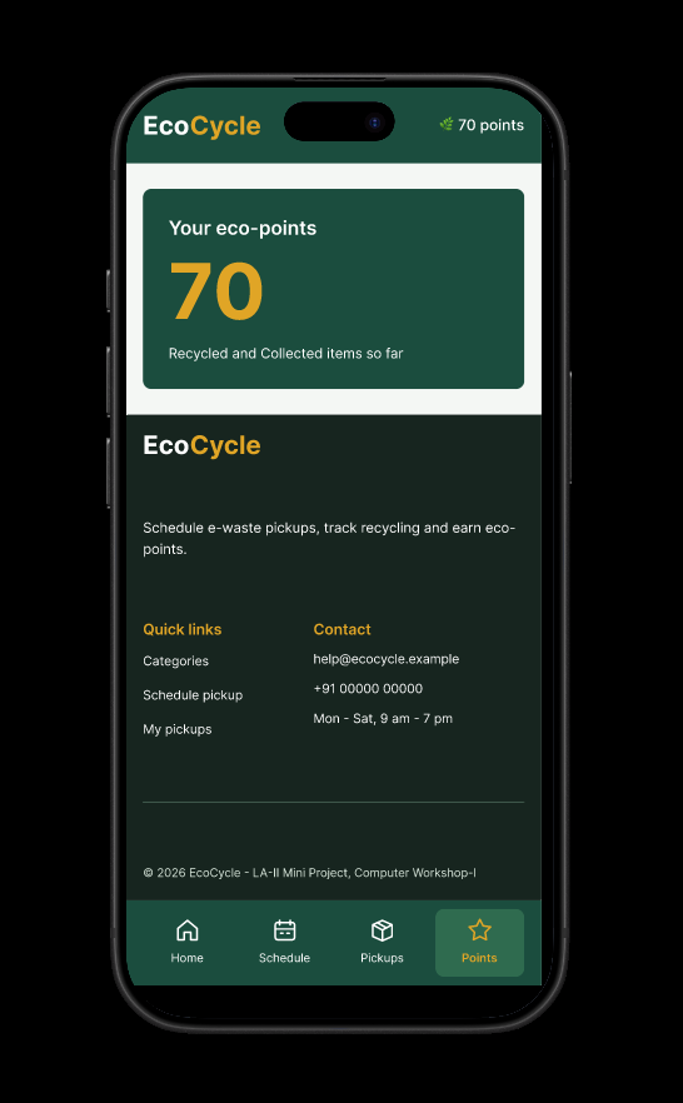 EcoCycle
🌿 70 points
Your eco-points
70
Recycled and Collected items so far
EcoCycle
Schedule e-waste pickups, track recycling and earn eco-
points.
Quick links
Categories
Schedule pickup
My pickups
Contact
help@ecocycle.example
+91 00000 00000
Mon - Sat, 9 am - 7 pm
© 2026 EcoCycle - LA-II Mini Project, Computer Workshop-I
Home
Schedule
Pickups
Points